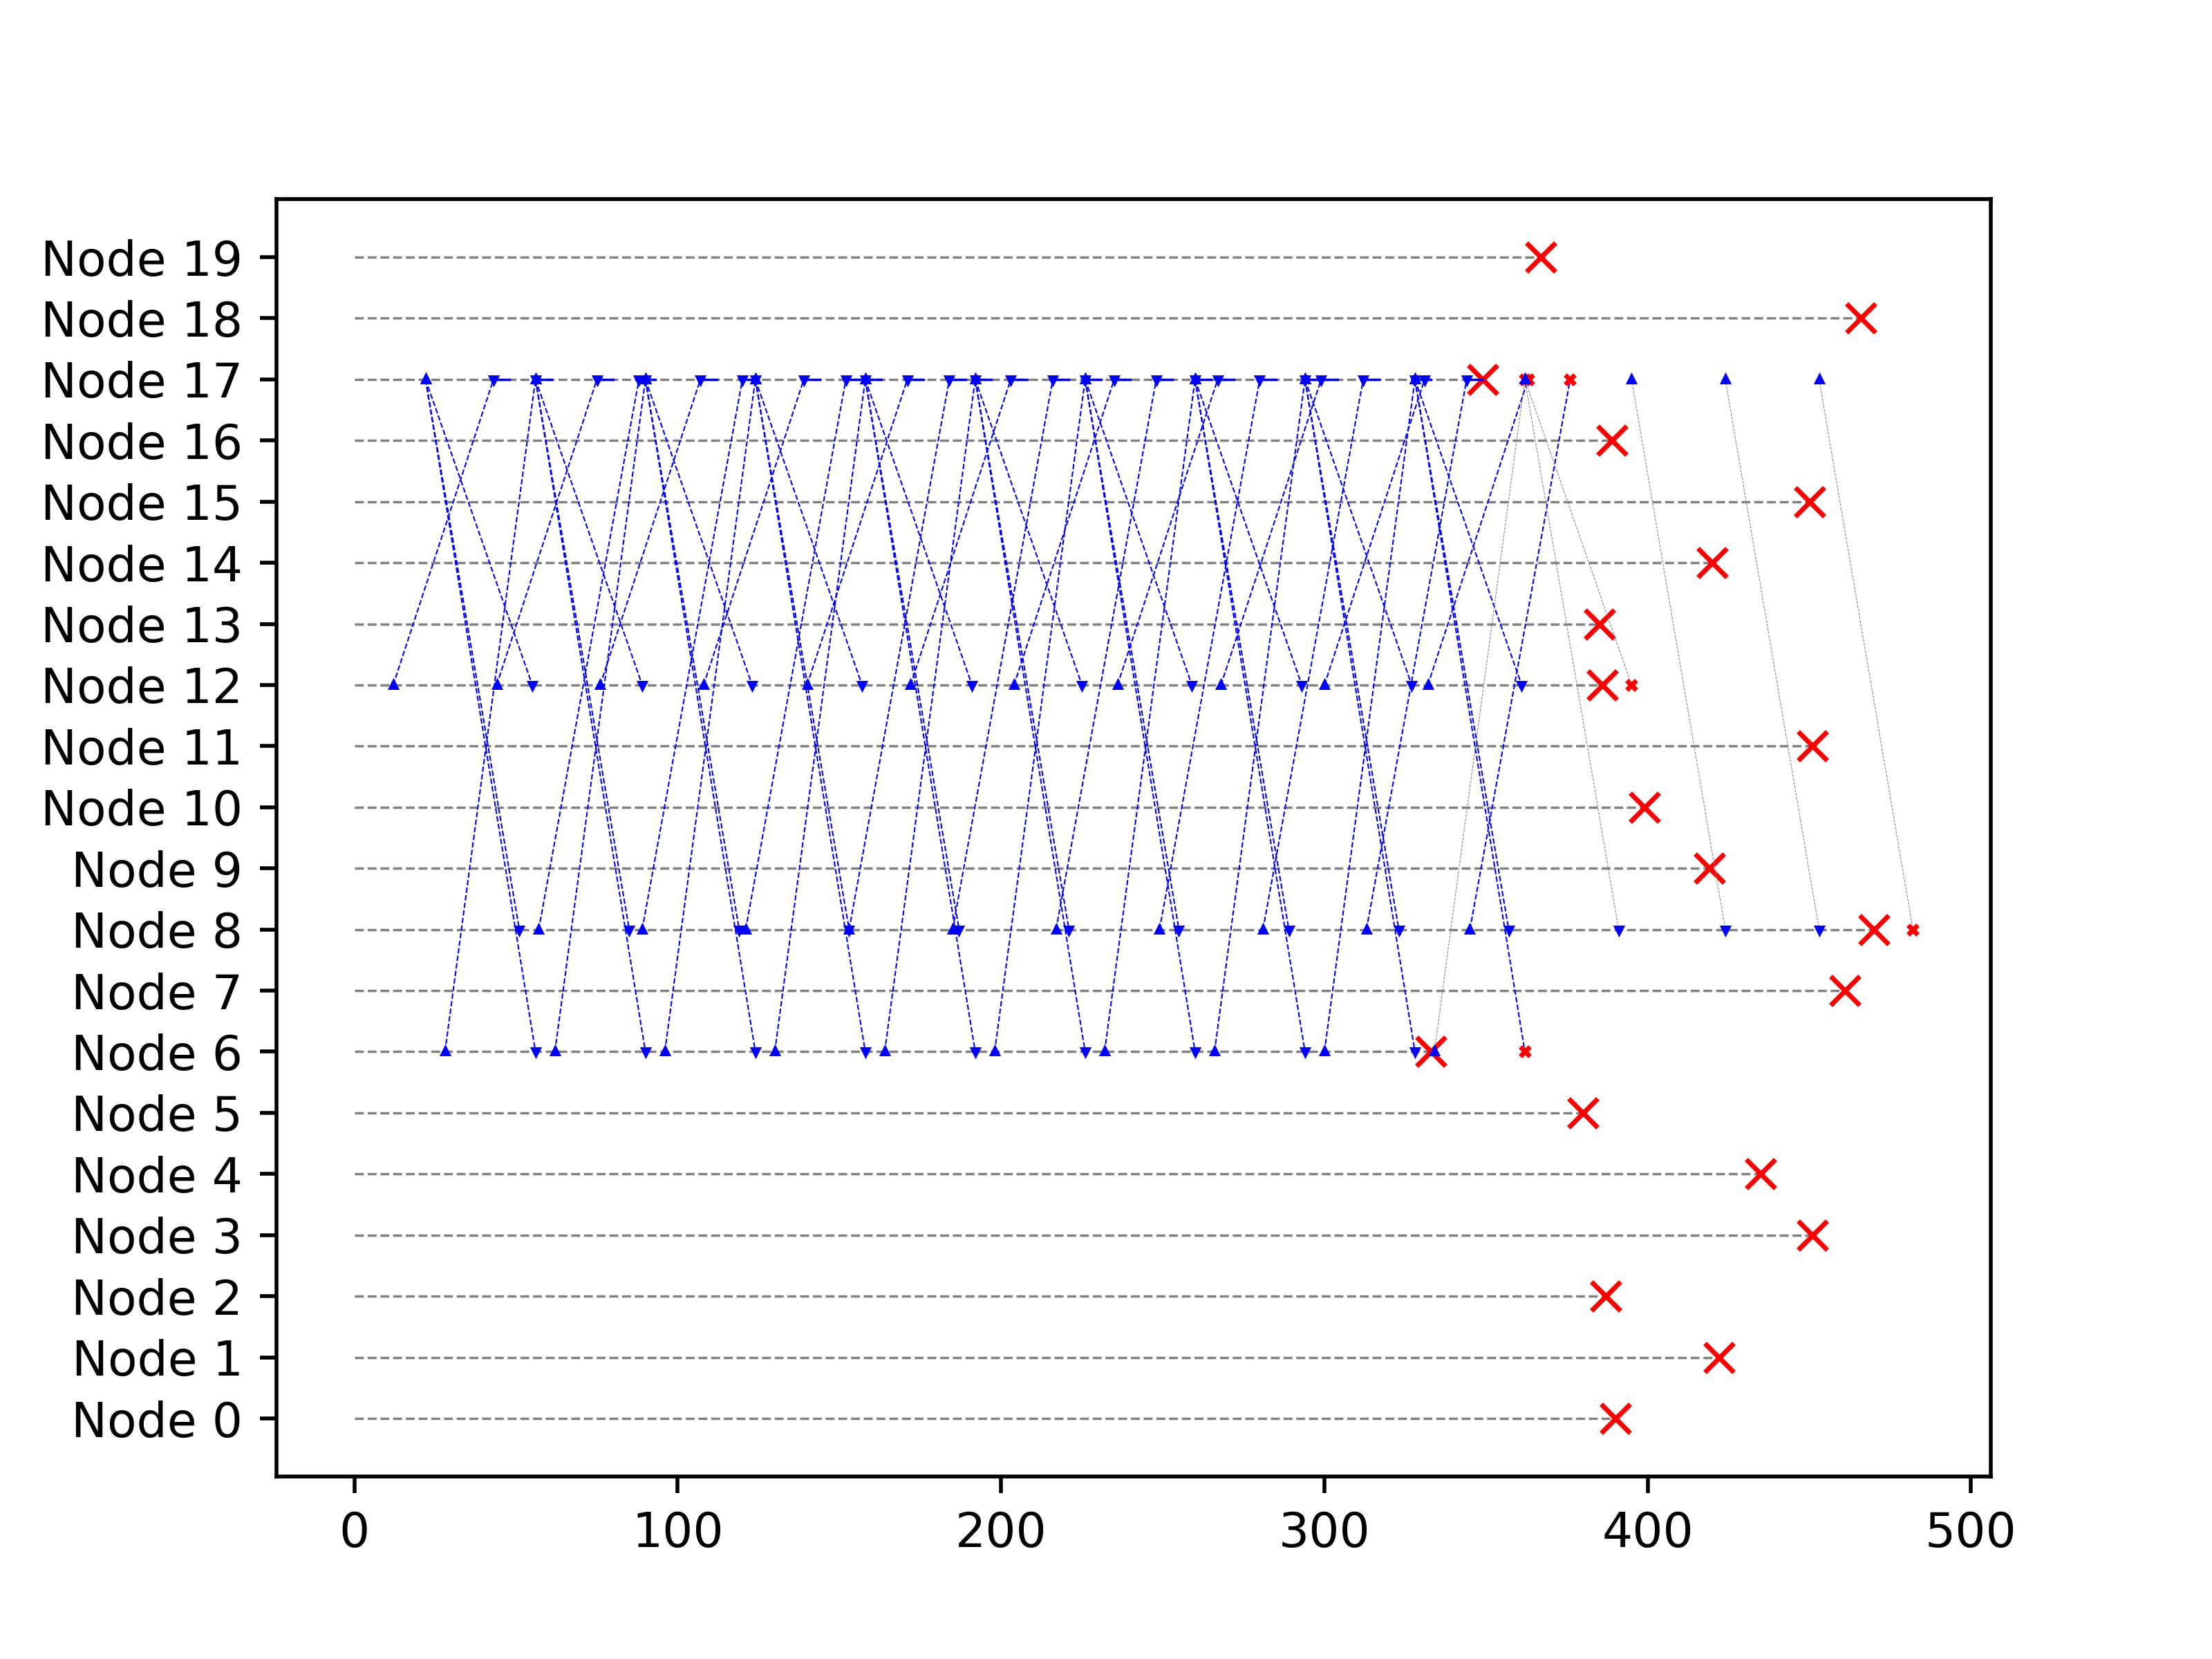 Node 19
Node 18
Node 17
Node 16
Node 15
Node 14
Node 13
Node 12
Node 11
Node 10
Node 9
Node 8
Node 7
Node 6
Node 5
Node 4
Node 3
Node 2
Node 1
Node 0
0 100 200 300 400 500